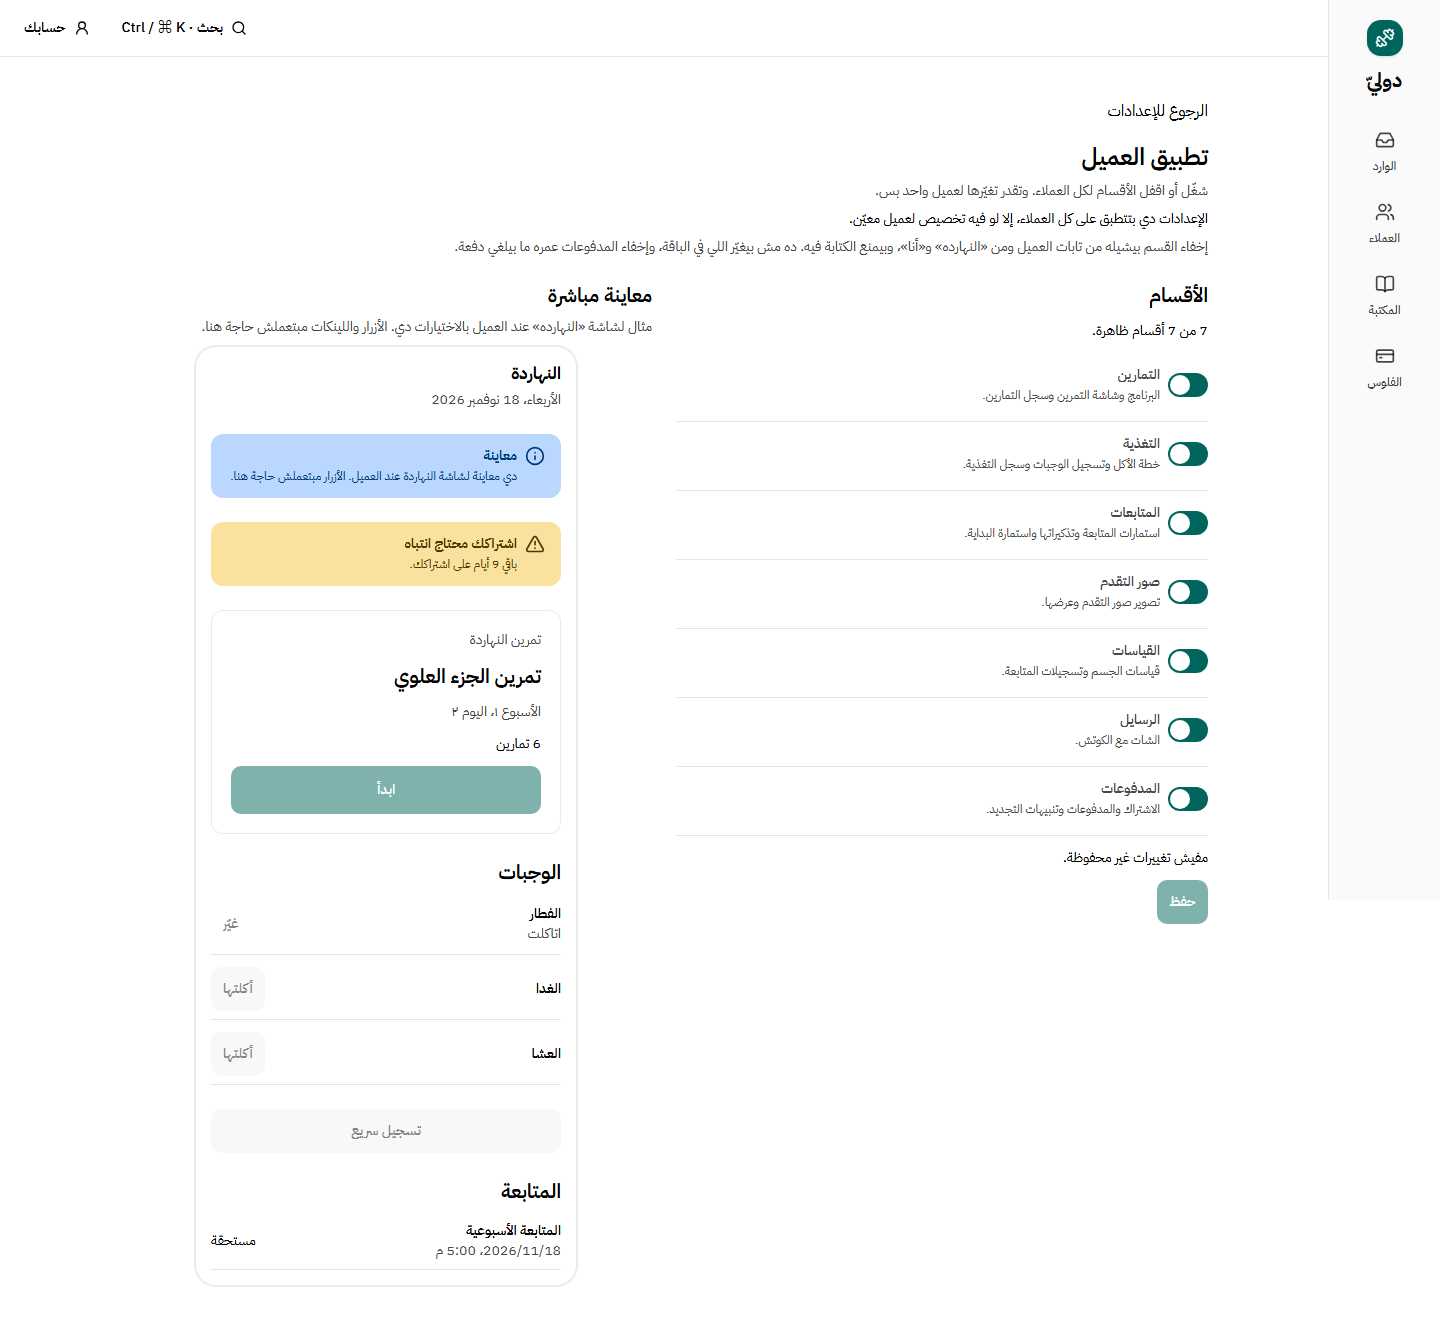 دوليّ
الوارد
العملاء
المكتبة
الفلوس
بحث · Ctrl / ⌘ K
حسابك
الرجوع للإعدادات
تطبيق العميل
شغّل أو اقفل الأقسام لكل العملاء. وتقدر تغيّرها لعميل واحد بس.
الإعدادات دي بتتطبق على كل العملاء، إلا لو فيه تخصيص لعميل معيّن.
إخفاء القسم بيشيله من تابات العميل ومن «النهارده» و«أنا»، وبيمنع الكتابة فيه. ده مش بيغيّر اللي في الباقة، وإخفاء المدفوعات عمره ما بيلغي دفعة.
الأقسام
7 من 7 أقسام ظاهرة.
التمارين
البرنامج وشاشة التمرين وسجل التمارين.
التغذية
خطة الأكل وتسجيل الوجبات وسجل التغذية.
المتابعات
استمارات المتابعة وتذكيراتها واستمارة البداية.
صور التقدم
تصوير صور التقدم وعرضها.
القياسات
قياسات الجسم وتسجيلات المتابعة.
الرسايل
الشات مع الكوتش.
المدفوعات
الاشتراك والمدفوعات وتنبيهات التجديد.
مفيش تغييرات غير محفوظة.
حفظ
معاينة مباشرة
مثال لشاشة «النهارده» عند العميل بالاختيارات دي. الأزرار واللينكات مبتعملش حاجة هنا.
النهاردة
الأربعاء، 18 نوفمبر 2026
معاينة
دي معاينة لشاشة النهاردة عند العميل. الأزرار مبتعملش حاجة هنا.
اشتراكك محتاج انتباه
باقي 9 أيام على اشتراكك.
تمرين النهاردة
تمرين الجزء العلوي
الأسبوع ١، اليوم ٢
6 تمارين
ابدأ
الوجبات
الفطار
اتاكلت
غيّر
الغدا
أكلتها
العشا
أكلتها
تسجيل سريع
المتابعة
المتابعة الأسبوعية
2026/11/18، 5:00 م
مستحقة